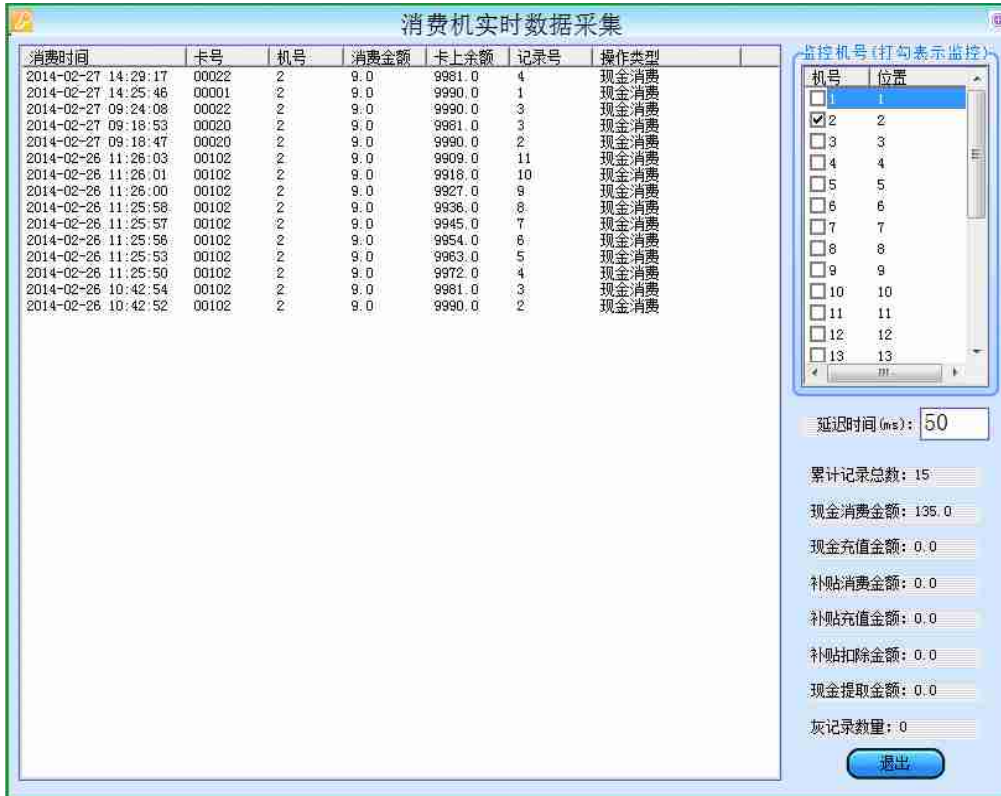 消费机实时数据采集
消费时间 卡号 机号 消费金额 卡上余额 记录号 操作类型
2014-02-27 14:29:17 00022 2 9.0 9981.0 4 现金消费
2014-02-27 14:25:46 00001 2 9.0 9990.0 1 现金消费
2014-02-27 09:24:08 00022 2 9.0 9990.0 3 现金消费
2014-02-27 09:18:53 00020 2 9.0 9981.0 3 现金消费
2014-02-27 09:18:47 00020 2 9.0 9990.0 2 现金消费
2014-02-26 11:26:03 00102 2 9.0 9909.0 11 现金消费
2014-02-26 11:26:01 00102 2 9.0 9918.0 10 现金消费
2014-02-26 11:26:00 00102 2 9.0 9927.0 9 现金消费
2014-02-26 11:25:58 00102 2 9.0 9936.0 8 现金消费
2014-02-26 11:25:57 00102 2 9.0 9945.0 7 现金消费
2014-02-26 11:25:56 00102 2 9.0 9954.0 6 现金消费
2014-02-26 11:25:53 00102 2 9.0 9963.0 5 现金消费
2014-02-26 11:25:50 00102 2 9.0 9972.0 4 现金消费
2014-02-26 10:42:54 00102 2 9.0 9981.0 3 现金消费
2014-02-26 10:42:52 00102 2 9.0 9990.0 2 现金消费
监控机号(打勾表示监控)
机号 位置
1 1
2 2
3 3
4 4
5 5
6 6
7 7
8 8
9 9
10 10
11 11
12 12
13 13
延迟时间(ms): 50
累计记录总数: 15
现金消费金额: 135.0
现金充值金额: 0.0
补贴消费金额: 0.0
补贴充值金额: 0.0
补贴扣除金额: 0.0
现金提取金额: 0.0
灰记录数量: 0
退出